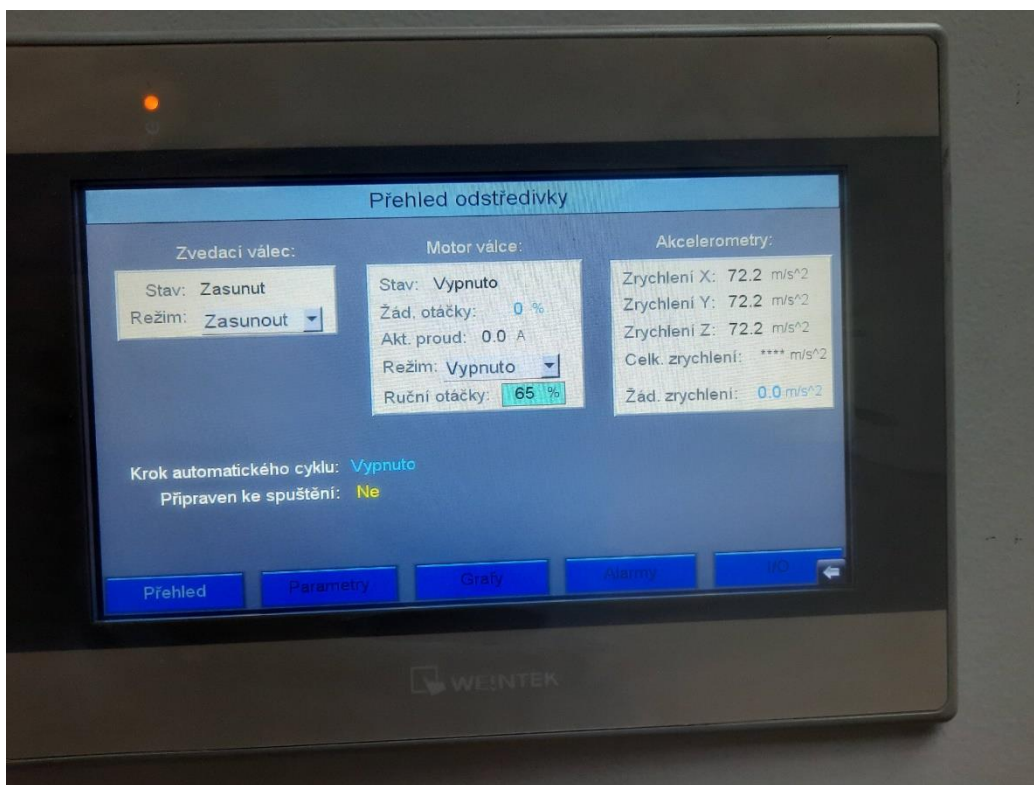 Přehled odstředivky
Zvedací válec:
Stav: Zasunut
Režim: Zasunout
Motor válce:
Stav: Vypnuto
Žád. otáčky: 0 %
Akt. proud: 0.0 A
Režim: Vypnuto
Ruční otáčky: 65 %
Akcelerometry:
Zrychlení X: 72.2 m/s^2
Zrychlení Y: 72.2 m/s^2
Zrychlení Z: 72.2 m/s^2
Celk. zrychlení: **** m/s^2
Žád. zrychlení: 0.0 m/s^2
Krok automatického cyklu: Vypnuto
Připraven ke spuštění: Ne
Přehled Parametry Grafy Alarmy I/O
WEINTEK